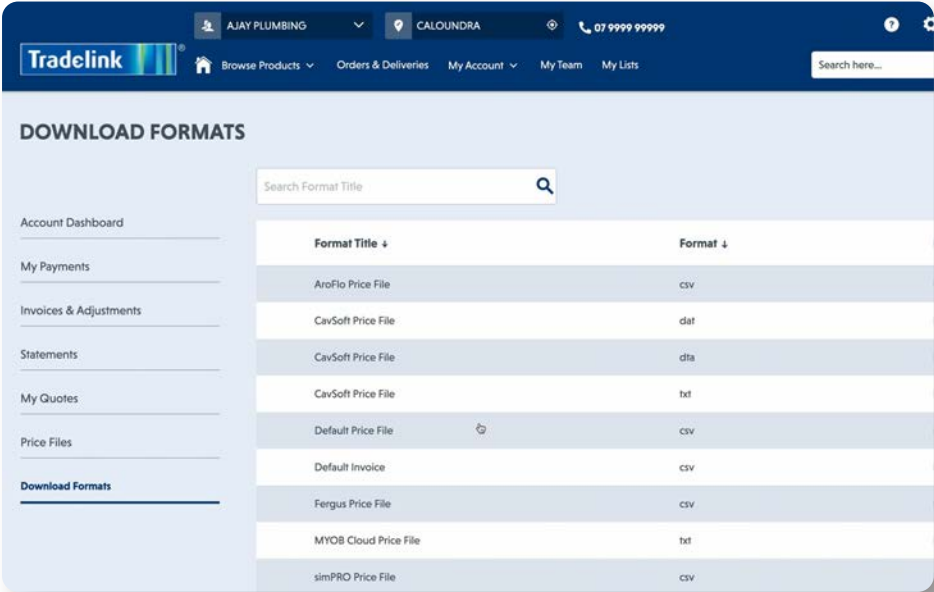 AJAY PLUMBING
CALOUNDRA
07 9999 99999
?
Tradelink ®
Browse Products
Orders & Deliveries
My Account
My Team
My Lists
Search here...
DOWNLOAD FORMATS
Search Format Title
Account Dashboard
My Payments
Invoices & Adjustments
Statements
My Quotes
Price Files
Download Formats
Format Title ↓ Format ↓
AroFlo Price File csv
CavSoft Price File dat
CavSoft Price File dta
CavSoft Price File txt
Default Price File csv
Default Invoice csv
Fergus Price File csv
MYOB Cloud Price File txt
simPRO Price File csv